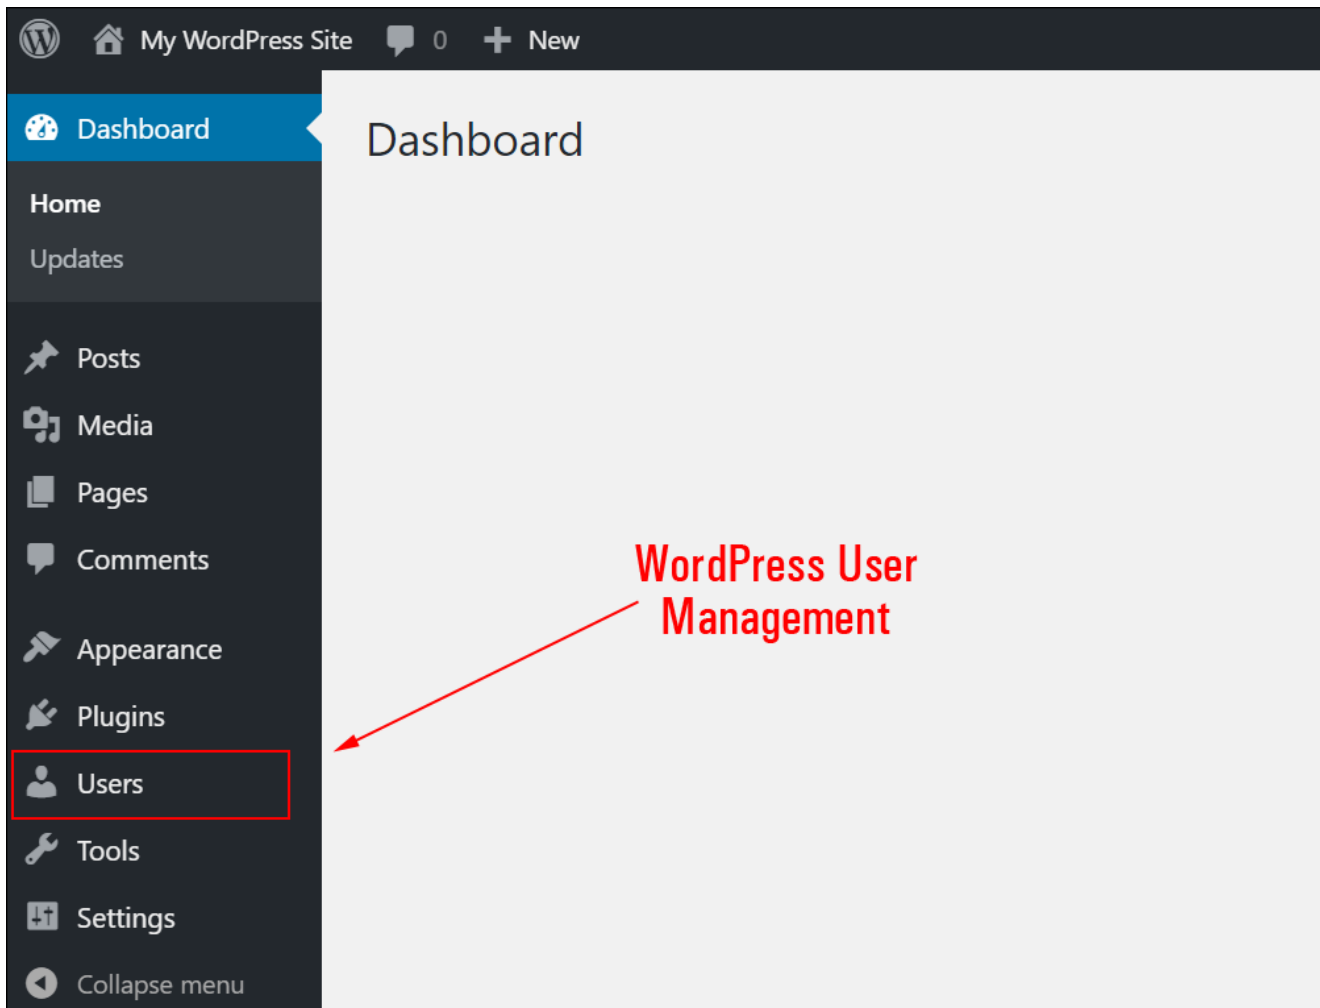 My WordPress Site 0 New
Dashboard
Dashboard
Home
Updates
Posts
Media
Pages
Comments
WordPress User
Management
Appearance
Plugins
Users
Tools
Settings
Collapse menu